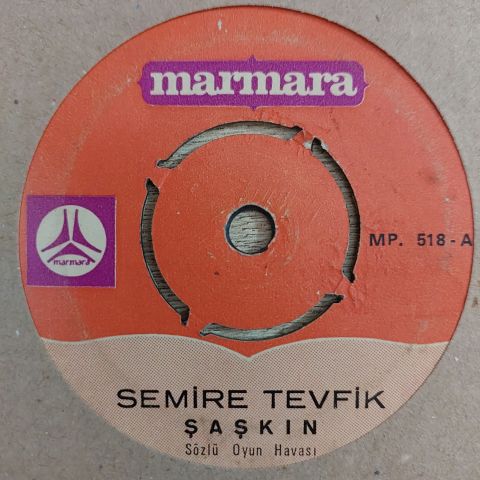 marmara
marmara
MP. 518-A
SEMİRE TEVFİK
ŞAŞKIN
Sözlü Oyun Havası